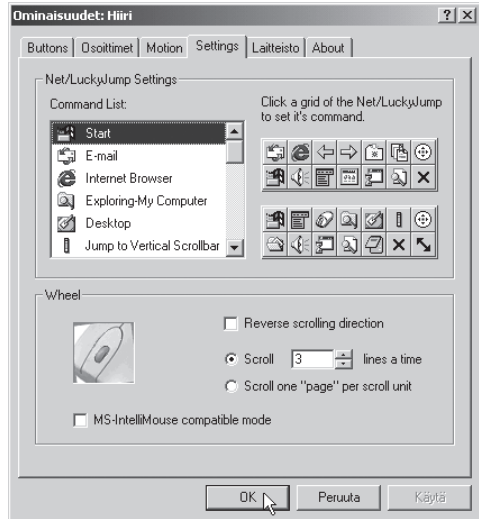 Ominaisuudet: Hiiri
Buttons Osoittimet Motion Settings Laitteisto About
Net/LuckyJump Settings
Command List:
Start
E-mail
Internet Browser
Exploring-My Computer
Desktop
Jump to Vertical Scrollbar
Click a grid of the Net/LuckyJump
to set it's command.
Wheel
Reverse scrolling direction
Scroll 3 lines a time
Scroll one "page" per scroll unit
MS-IntelliMouse compatible mode
OK Peruuta Käytä